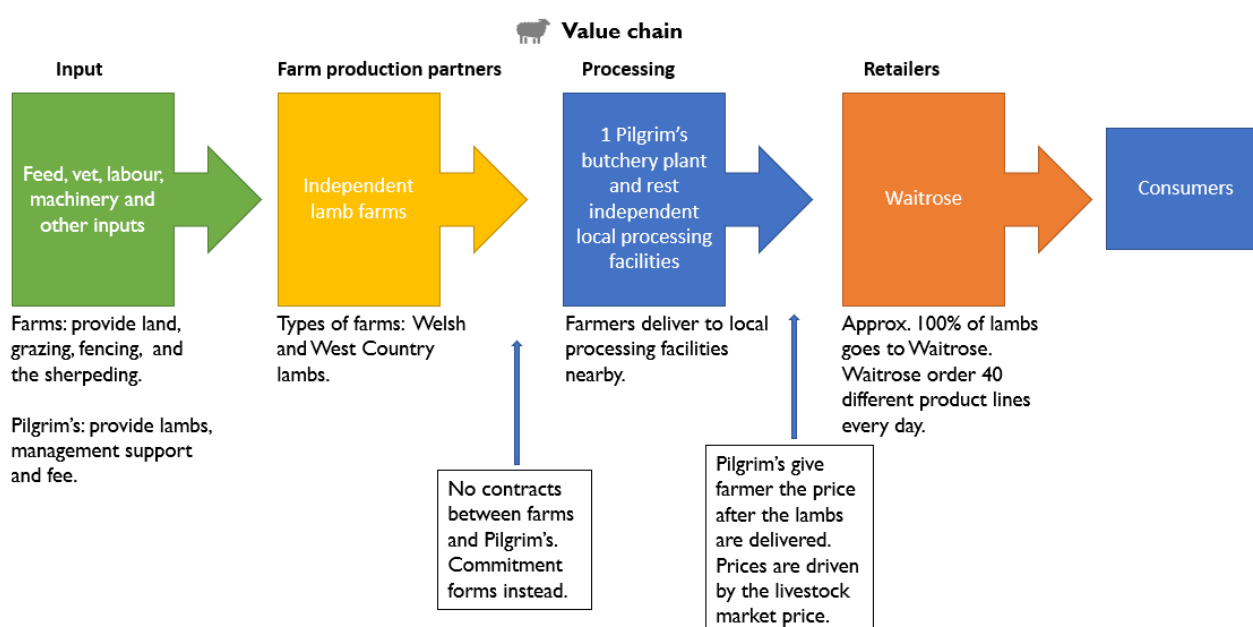 Value chain
Input
Farm production partners
Processing
Retailers
Feed, vet, labour,
machinery and
other inputs
Independent
lamb farms
1 Pilgrim's
butchery plant
and rest
independent
local processing
facilities
Waitrose
Consumers
Farms: provide land,
grazing, fencing, and
the sherpeding.
Pilgrim's: provide lambs,
management support
and fee.
Types of farms: Welsh
and West Country
lambs.
Farmers deliver to local
processing facilities
nearby.
Approx. 100% of lambs
goes to Waitrose.
Waitrose order 40
different product lines
every day.
No contracts
between farms
and Pilgrim's.
Commitment
forms instead.
Pilgrim's give
farmer the price
after the lambs
are delivered.
Prices are driven
by the livestock
market price.